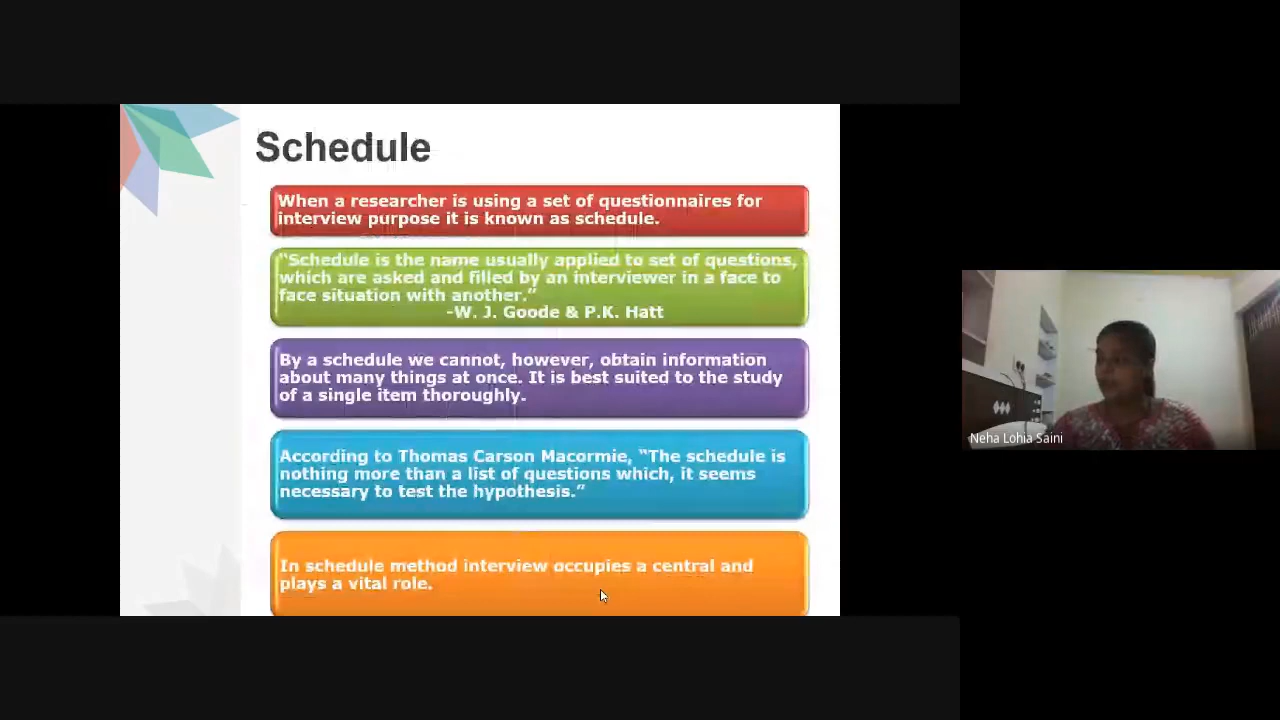 Schedule
When a researcher is using a set of questionnaires for
interview purpose it is known as schedule.
“Schedule is the name usually applied to set of questions,
which are asked and filled by an interviewer in a face to
face situation with another.”
-W. J. Goode & P.K. Hatt
By a schedule we cannot, however, obtain information
about many things at once. It is best suited to the study
of a single item thoroughly.
According to Thomas Carson Macormie, “The schedule is
nothing more than a list of questions which, it seems
necessary to test the hypothesis.”
In schedule method interview occupies a central and
plays a vital role.
Neha Lohia Saini